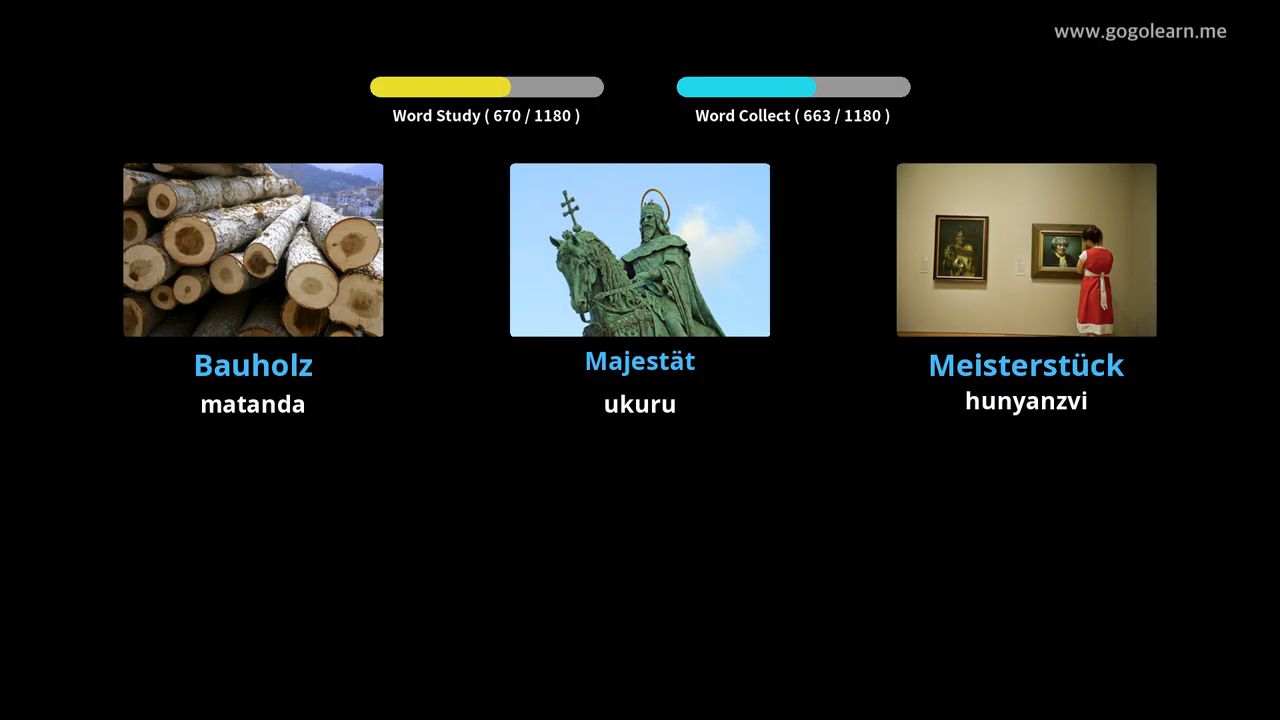 www.gogolearn.me
Word Study ( 670 / 1180 )
Word Collect ( 663 / 1180 )
Bauholz
matanda
Majestät
ukuru
Meisterstück
hunyanzvi